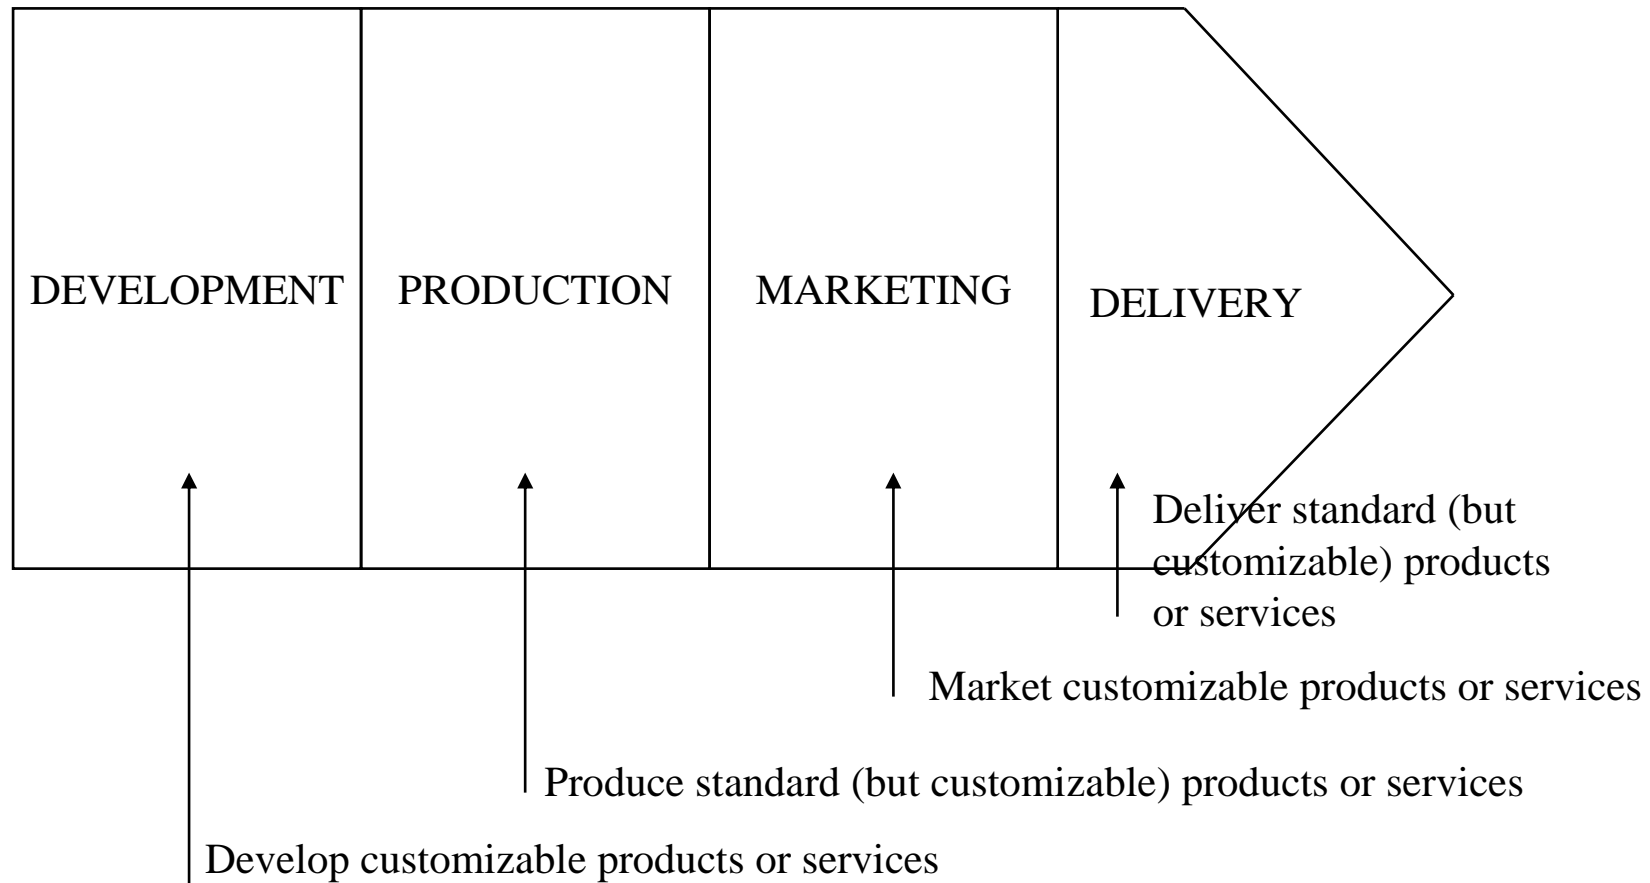 DEVELOPMENT
PRODUCTION
MARKETING
DELIVERY
Deliver standard (but
customizable) products
or services
Market customizable products or services
Produce standard (but customizable) products or services
Develop customizable products or services